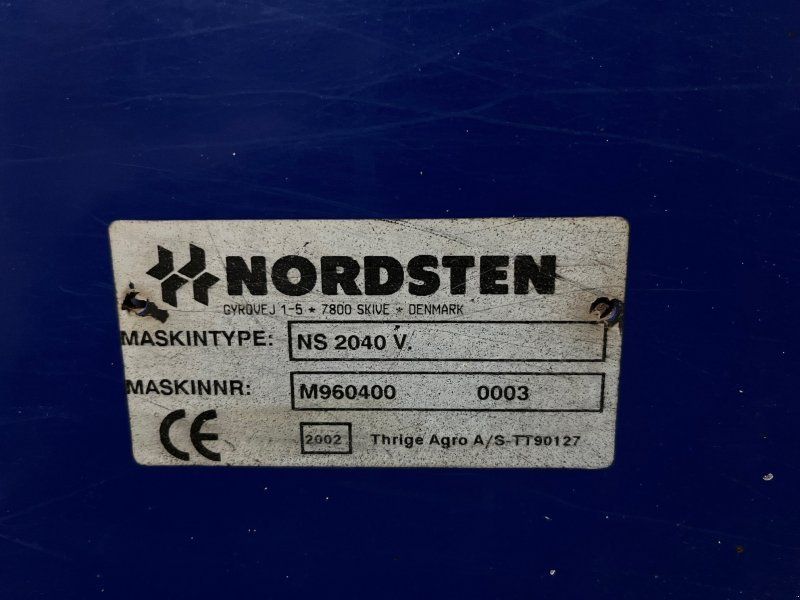 NORDSTEN
GYROVEJ 1-5 * 7800 SKIVE * DENMARK
MASKINTYPE: NS 2040 V.
MASKINNR: M960400 0003
CE 2002 Thrige Agro A/S-TT90127